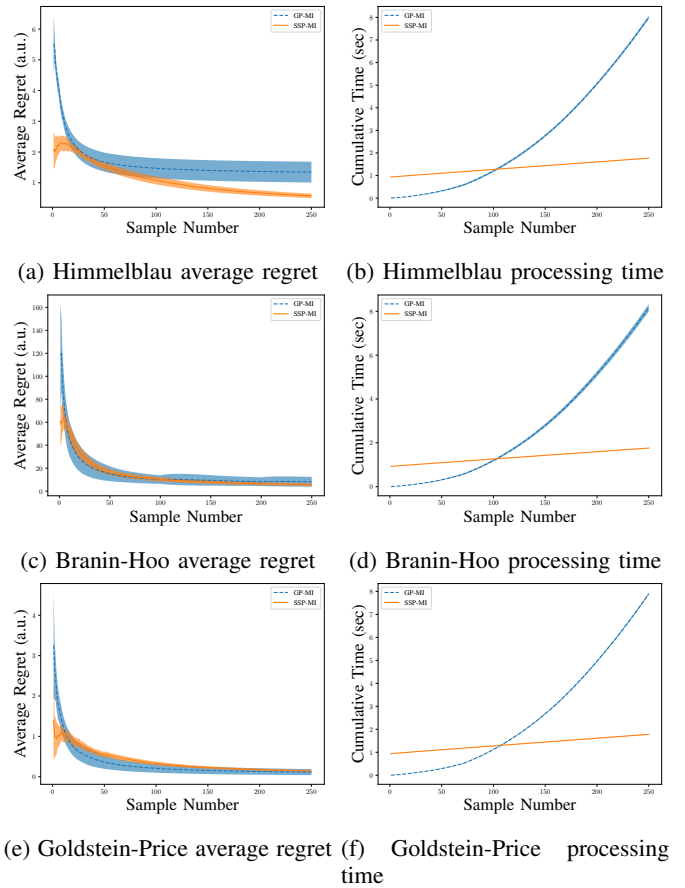 GP-MI
SSP-MI
Average Regret (a.u.)
6
5
4
3
2
1
0
50
100
150
200
250
Sample Number
GP-MI
SSP-MI
Cumulative Time (sec)
8
7
6
5
4
3
2
1
0
0
50
100
150
200
250
Sample Number
(a) Himmelblau average regret
(b) Himmelblau processing time
GP-MI
SSP-MI
Average Regret (a.u.)
160
140
120
100
80
60
40
20
0
0
50
100
150
200
250
Sample Number
GP-MI
SSP-MI
Cumulative Time (sec)
8
6
4
2
0
0
50
100
150
200
250
Sample Number
(c) Branin-Hoo average regret
(d) Branin-Hoo processing time
GP-MI
SSP-MI
Average Regret (a.u.)
4
3
2
1
0
0
50
100
150
200
250
Sample Number
GP-MI
SSP-MI
Cumulative Time (sec)
8
7
6
5
4
3
2
1
0
0
50
100
150
200
250
Sample Number
(e) Goldstein-Price average regret
(f) Goldstein-Price processing
time